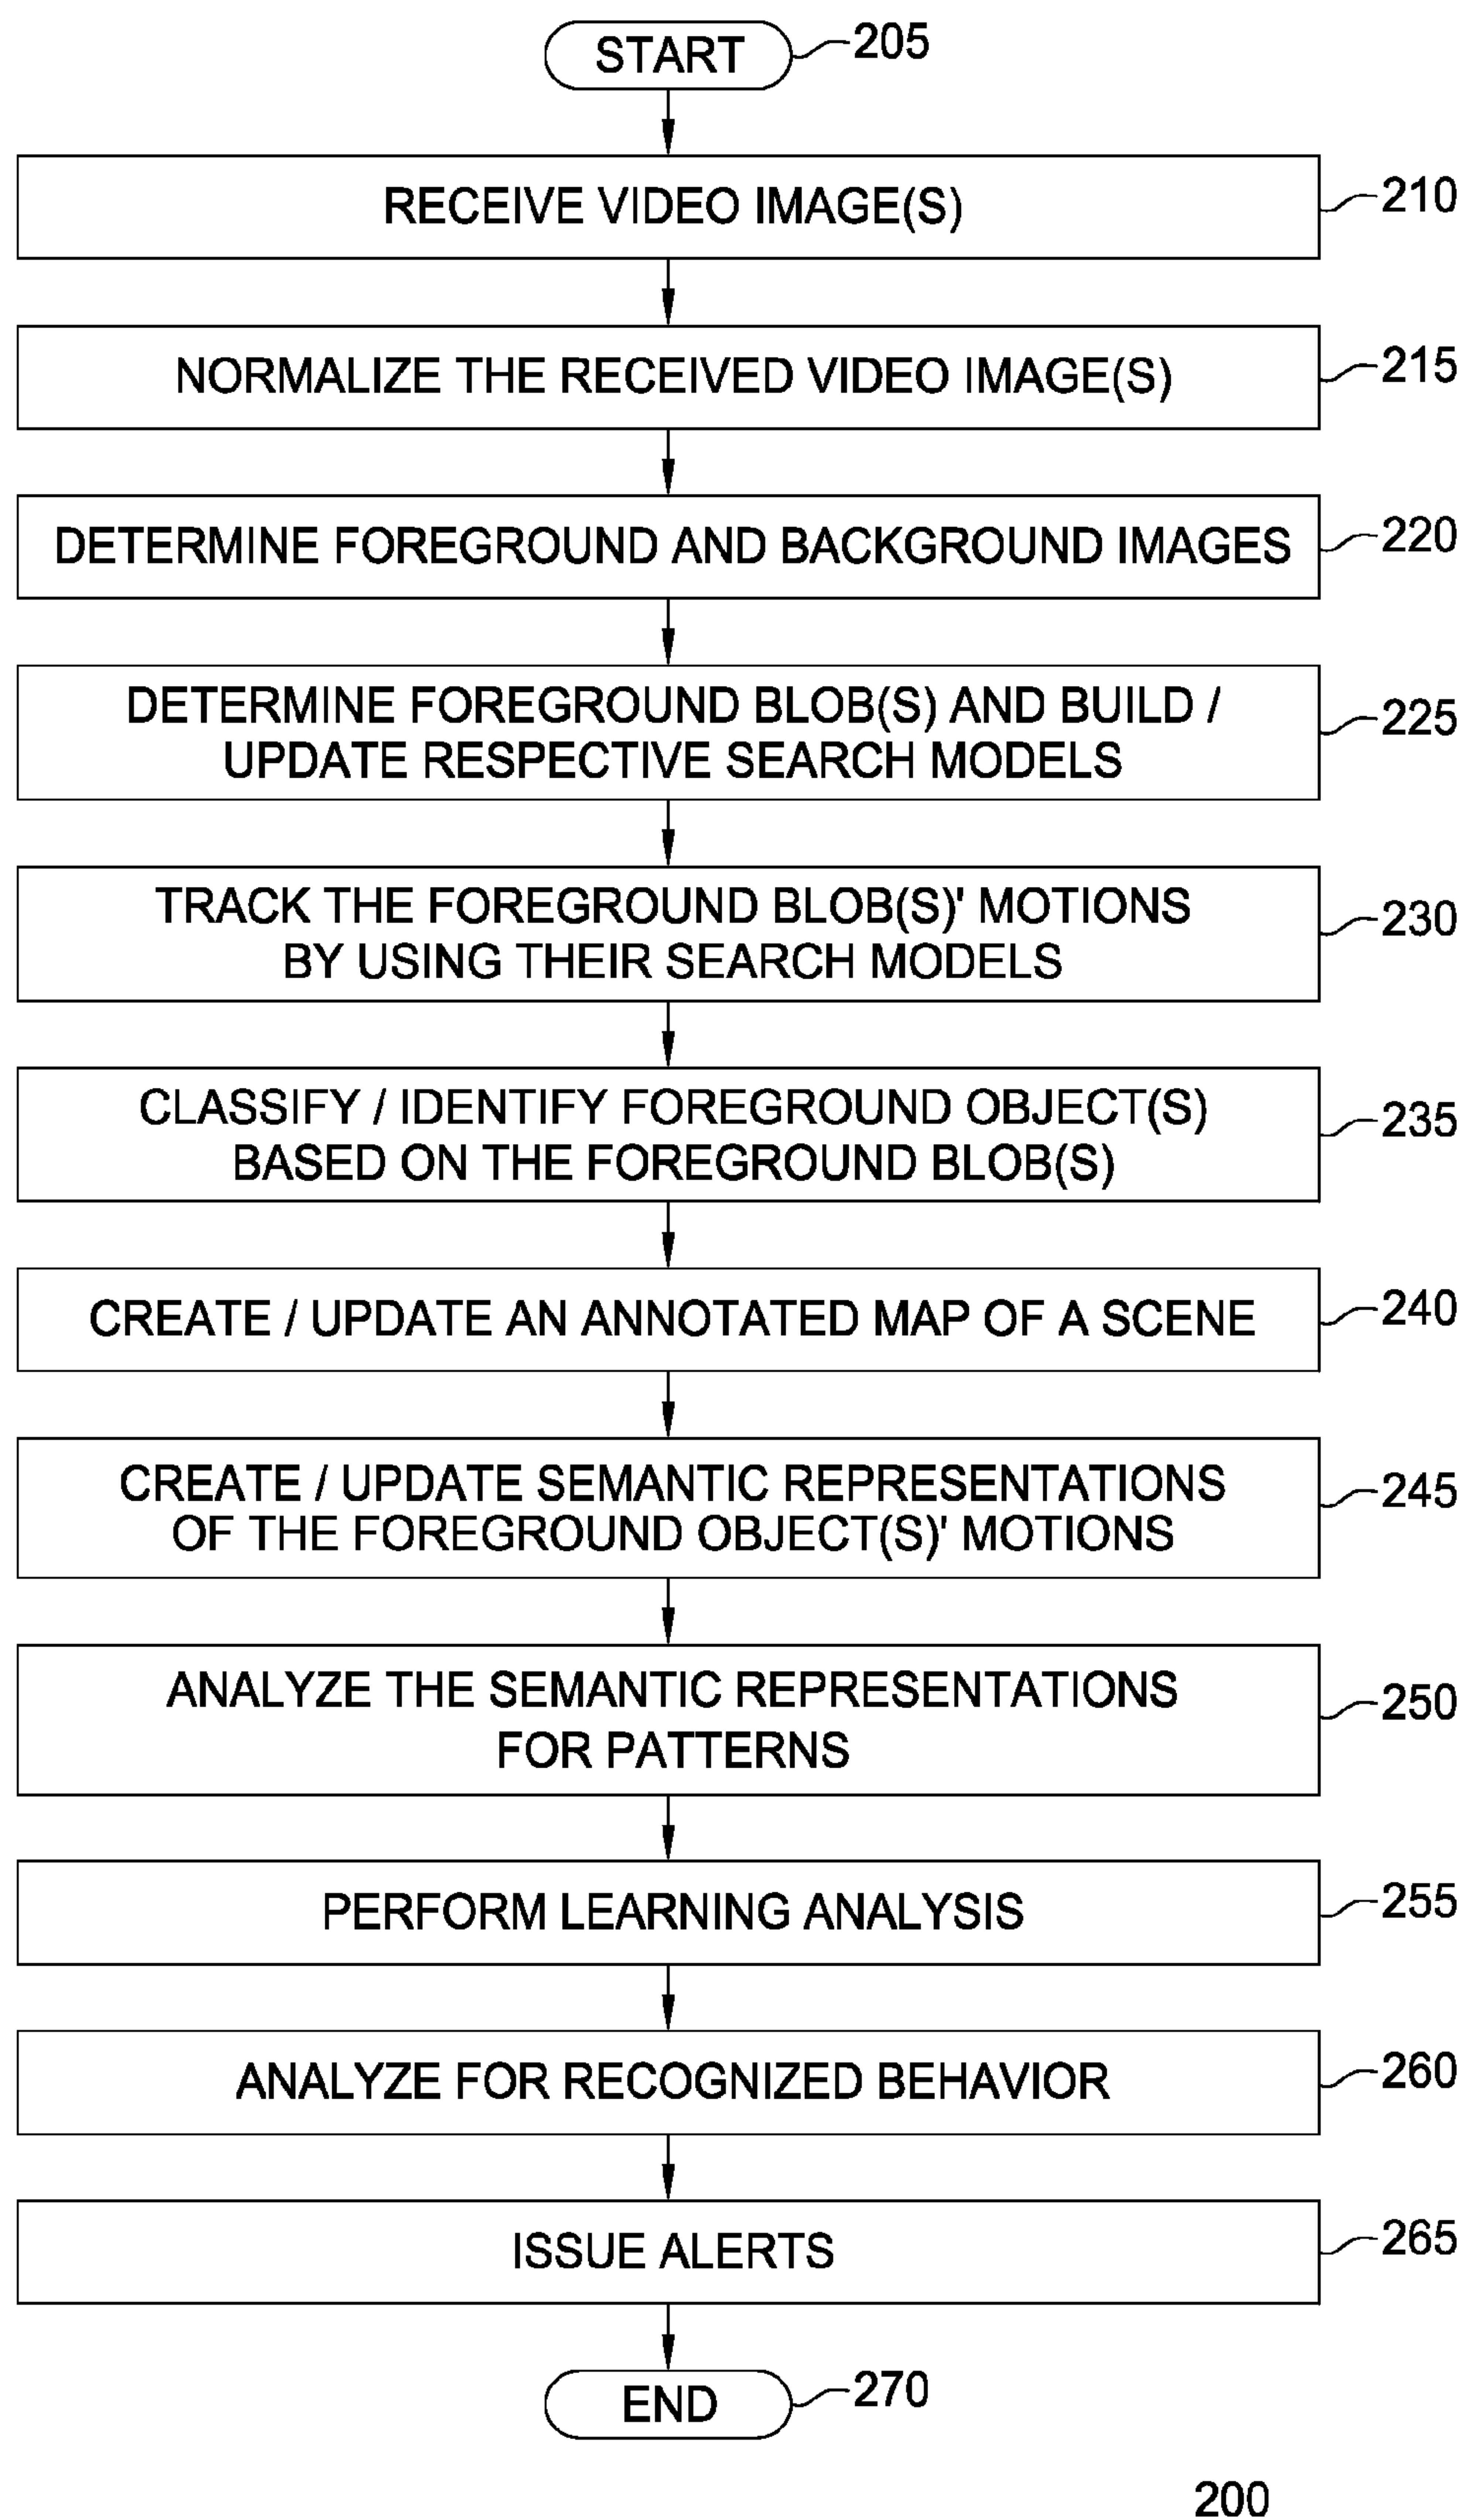 START
205
RECEIVE VIDEO IMAGE(S)
210
NORMALIZE THE RECEIVED VIDEO IMAGE(S)
215
DETERMINE FOREGROUND AND BACKGROUND IMAGES
220
DETERMINE FOREGROUND BLOB(S) AND BUILD /
UPDATE RESPECTIVE SEARCH MODELS
225
TRACK THE FOREGROUND BLOB(S)' MOTIONS
BY USING THEIR SEARCH MODELS
230
CLASSIFY / IDENTIFY FOREGROUND OBJECT(S)
BASED ON THE FOREGROUND BLOB(S)
235
CREATE / UPDATE AN ANNOTATED MAP OF A SCENE
240
CREATE / UPDATE SEMANTIC REPRESENTATIONS
OF THE FOREGROUND OBJECT(S)' MOTIONS
245
ANALYZE THE SEMANTIC REPRESENTATIONS
FOR PATTERNS
250
PERFORM LEARNING ANALYSIS
255
ANALYZE FOR RECOGNIZED BEHAVIOR
260
ISSUE ALERTS
265
END
270
200